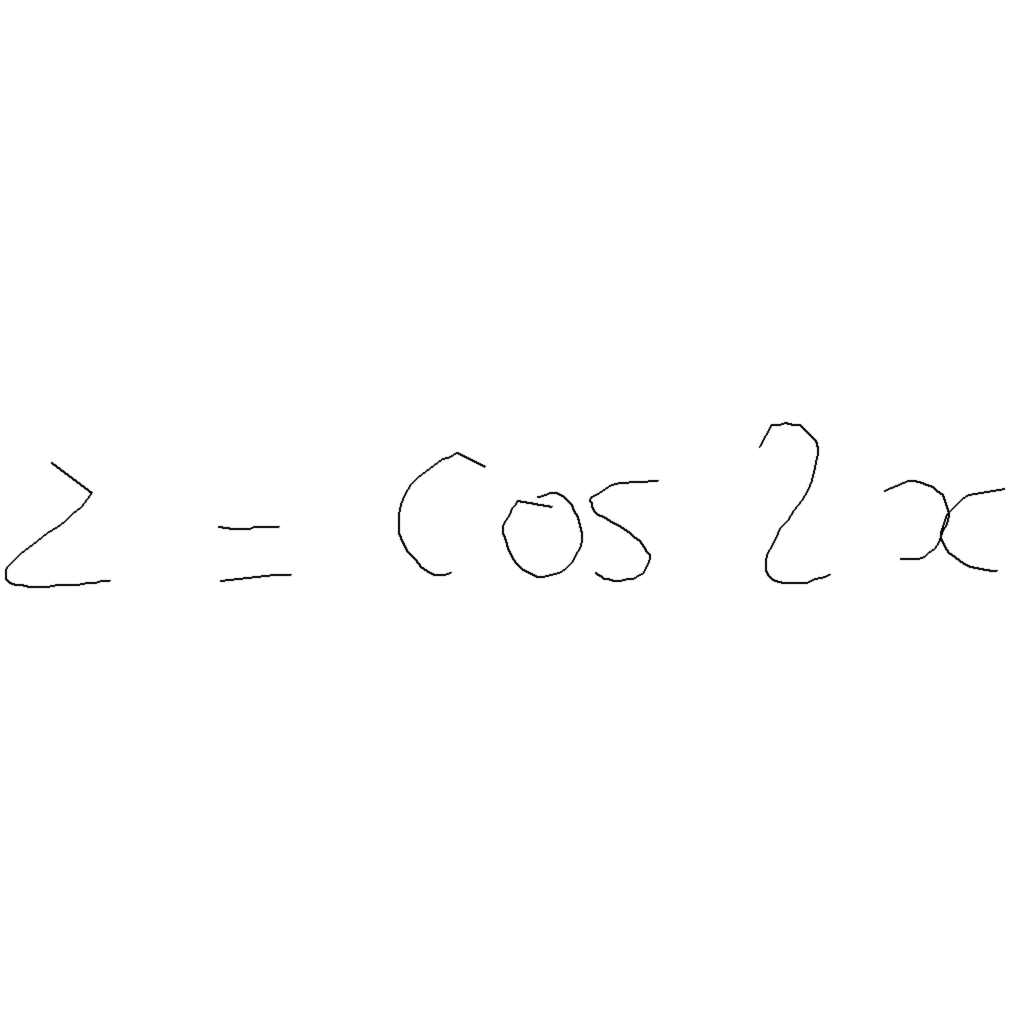 z = cos 2x